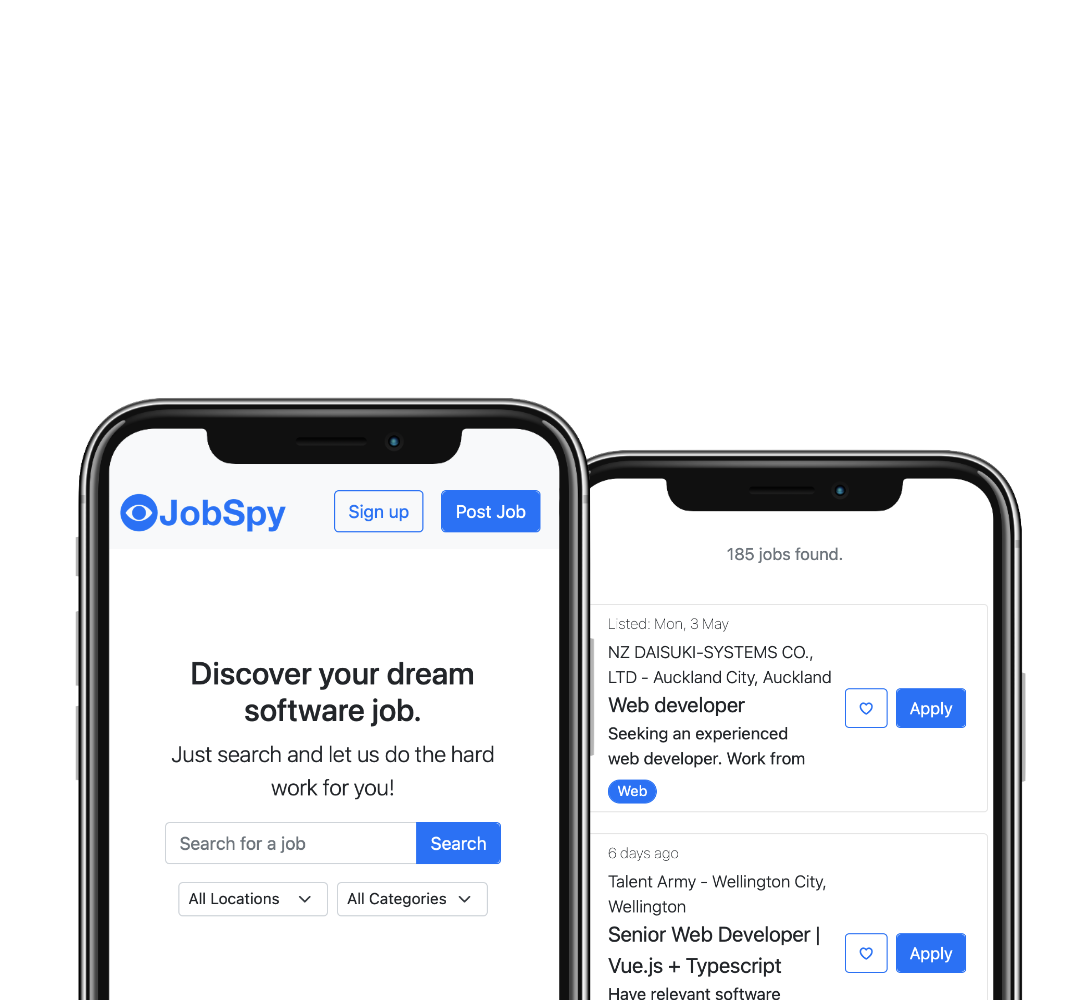 JobSpy
Sign up
Post Job
Discover your dream
software job.
Just search and let us do the hard
work for you!
Search for a job
Search
All Locations
All Categories
185 jobs found.
Listed: Mon, 3 May
NZ DAISUKI-SYSTEMS CO.,
LTD - Auckland City, Auckland
Web developer
Seeking an experienced
web developer. Work from
Web
Apply
6 days ago
Talent Army - Wellington City,
Wellington
Senior Web Developer |
Vue.js + Typescript
Have relevant software
Apply